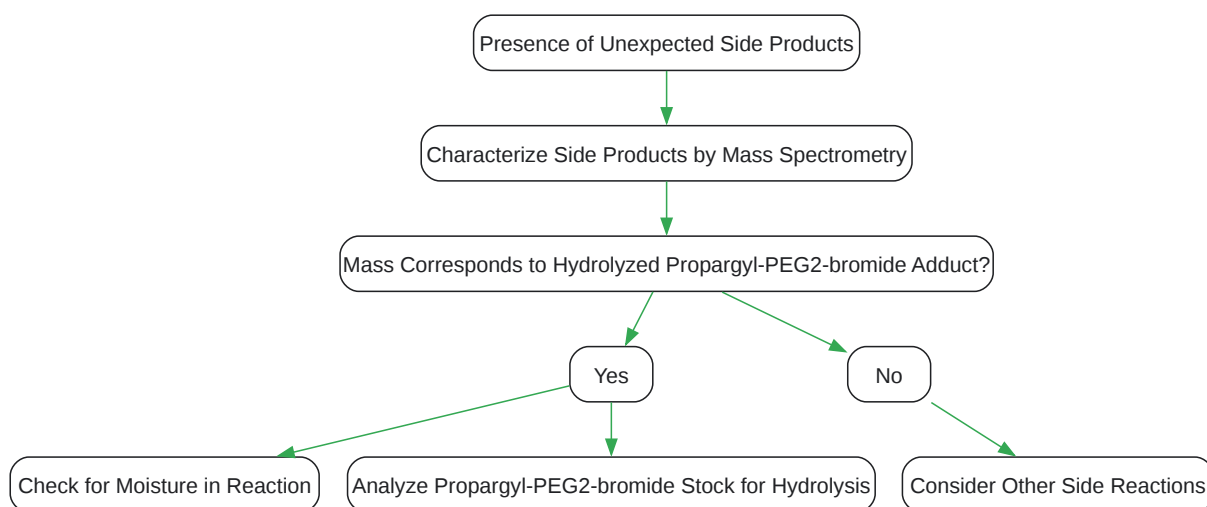 Presence of Unexpected Side Products
Characterize Side Products by Mass Spectrometry
Mass Corresponds to Hydrolyzed Propargyl-PEG2-bromide Adduct?
Yes
No
Check for Moisture in Reaction
Analyze Propargyl-PEG2-bromide Stock for Hydrolysis
Consider Other Side Reactions